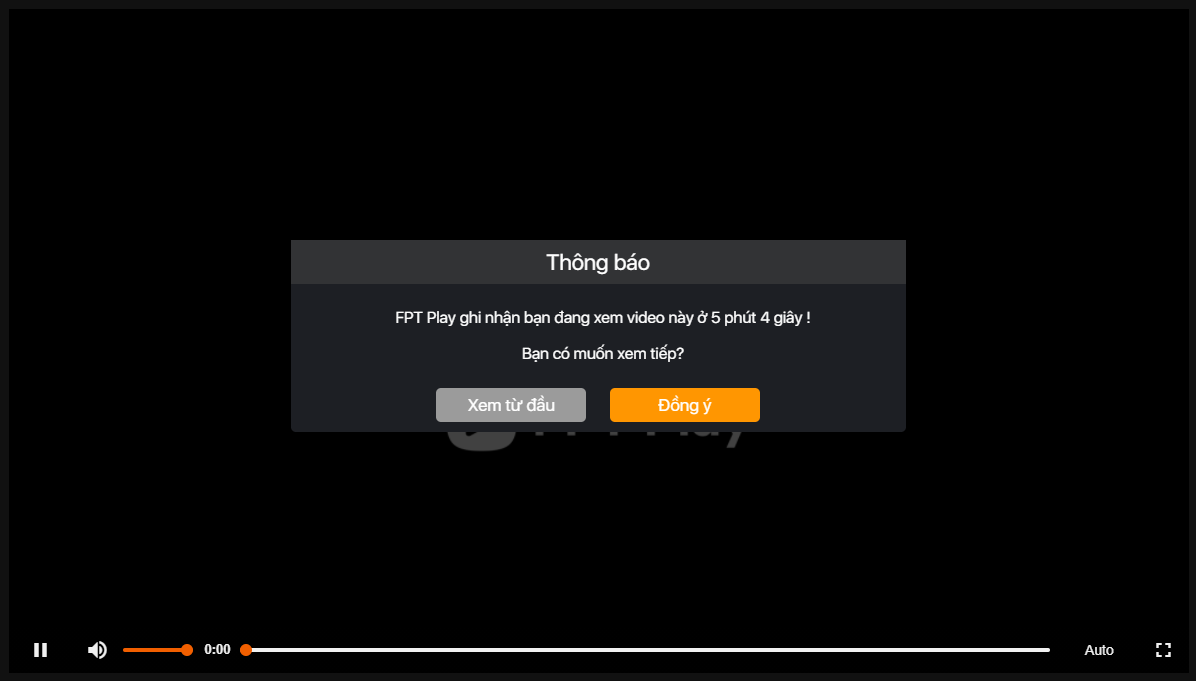 Thông báo
FPT Play ghi nhận bạn đang xem video này ở 5 phút 4 giây !
Bạn có muốn xem tiếp?
Xem từ đầu
Đồng ý
0:00
Auto